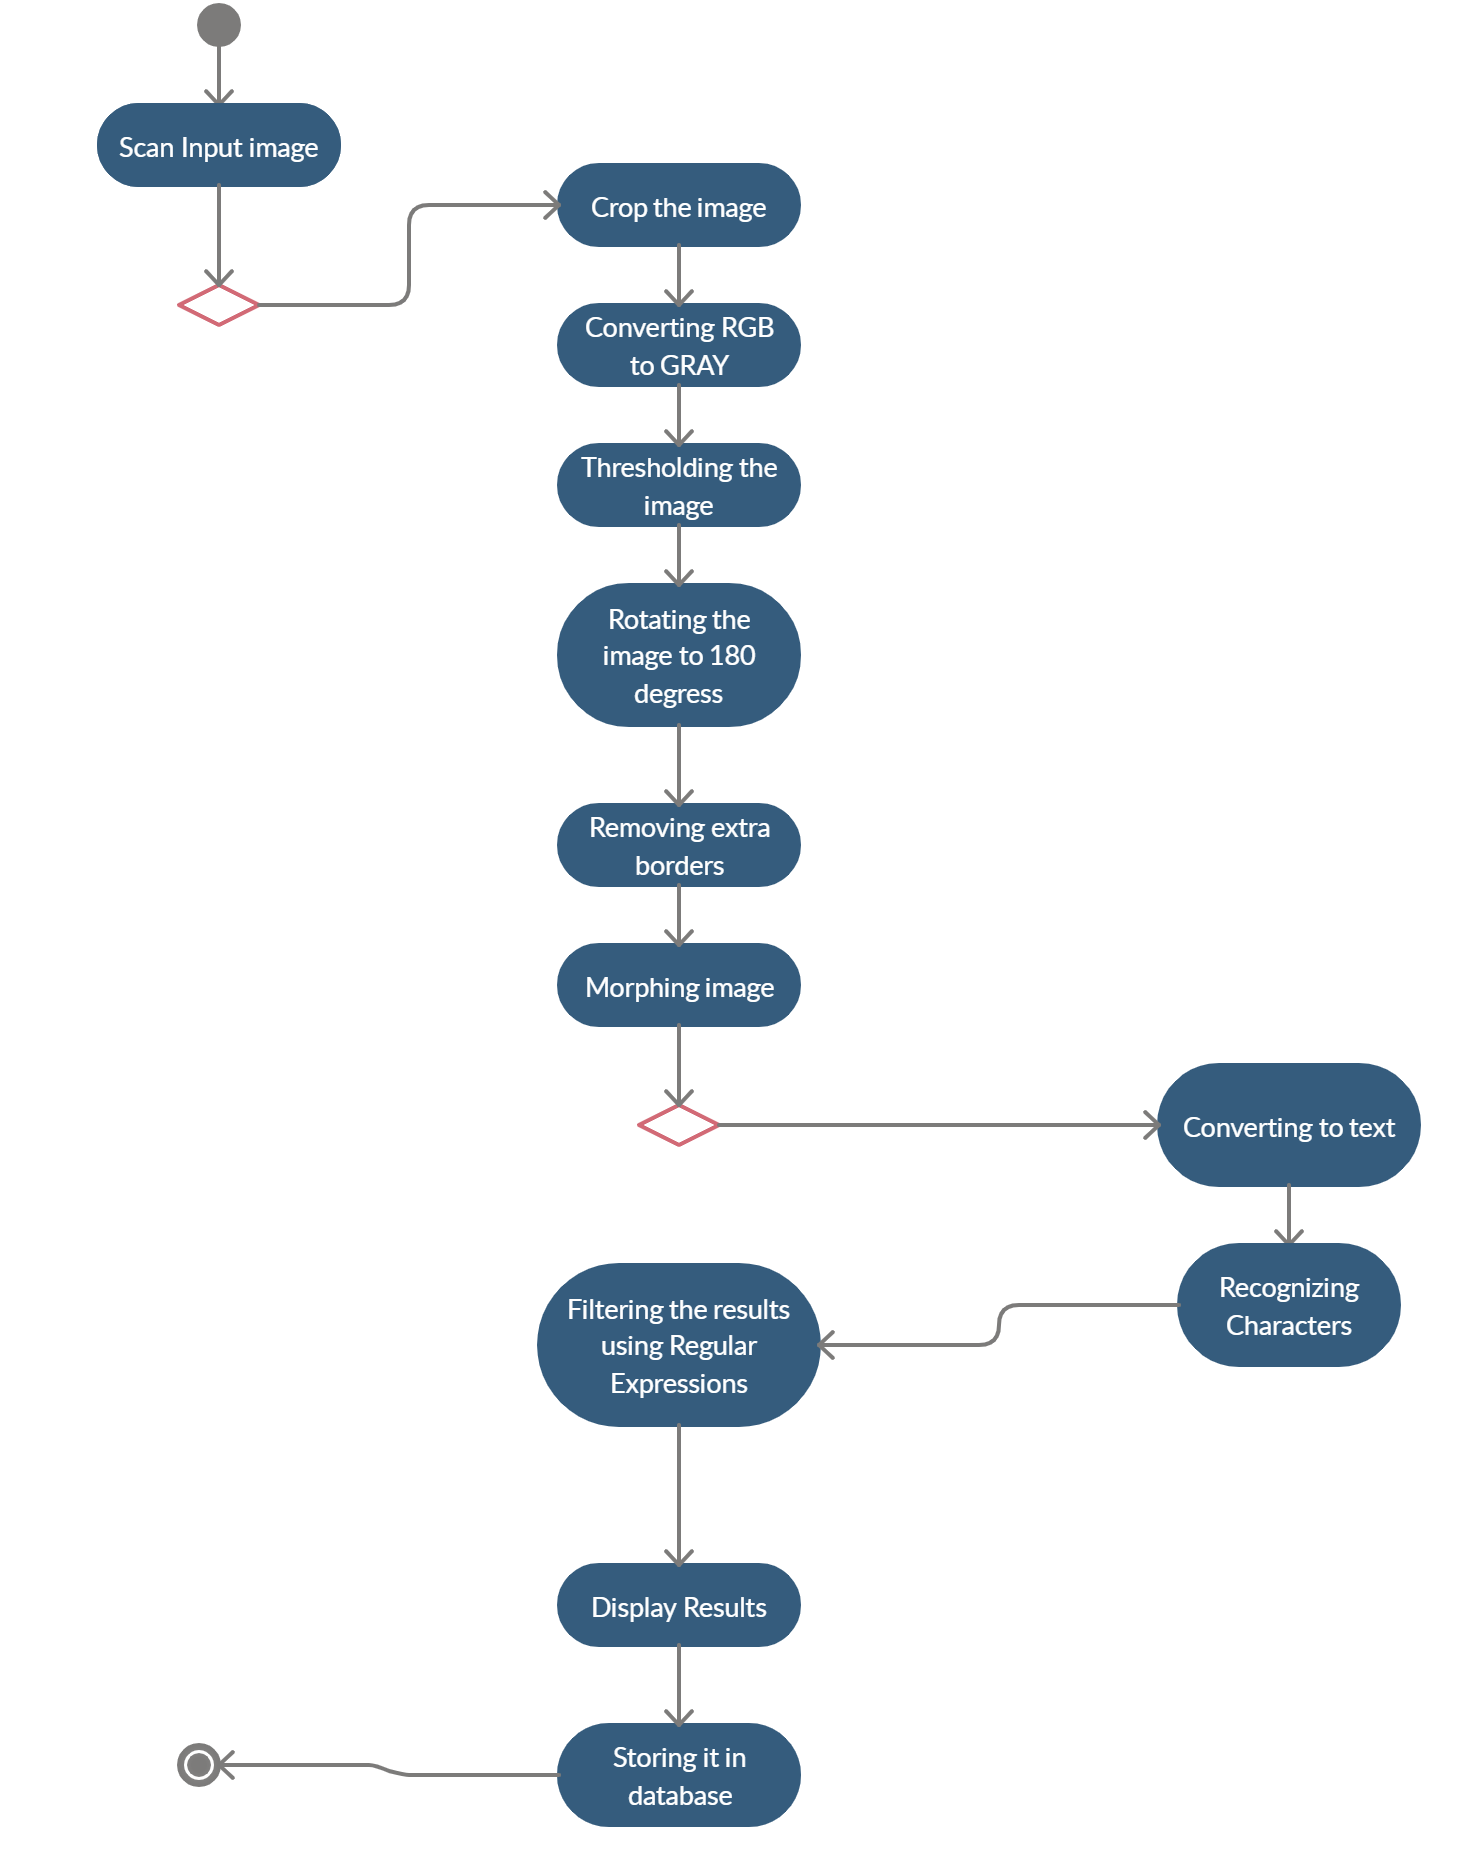 Scan Input image
Crop the image
Converting RGB
to GRAY
Thresholding the
image
Rotating the
image to 180
degress
Removing extra
borders
Morphing image
Converting to text
Recognizing
Characters
Filtering the results
using Regular
Expressions
Display Results
Storing it in
database